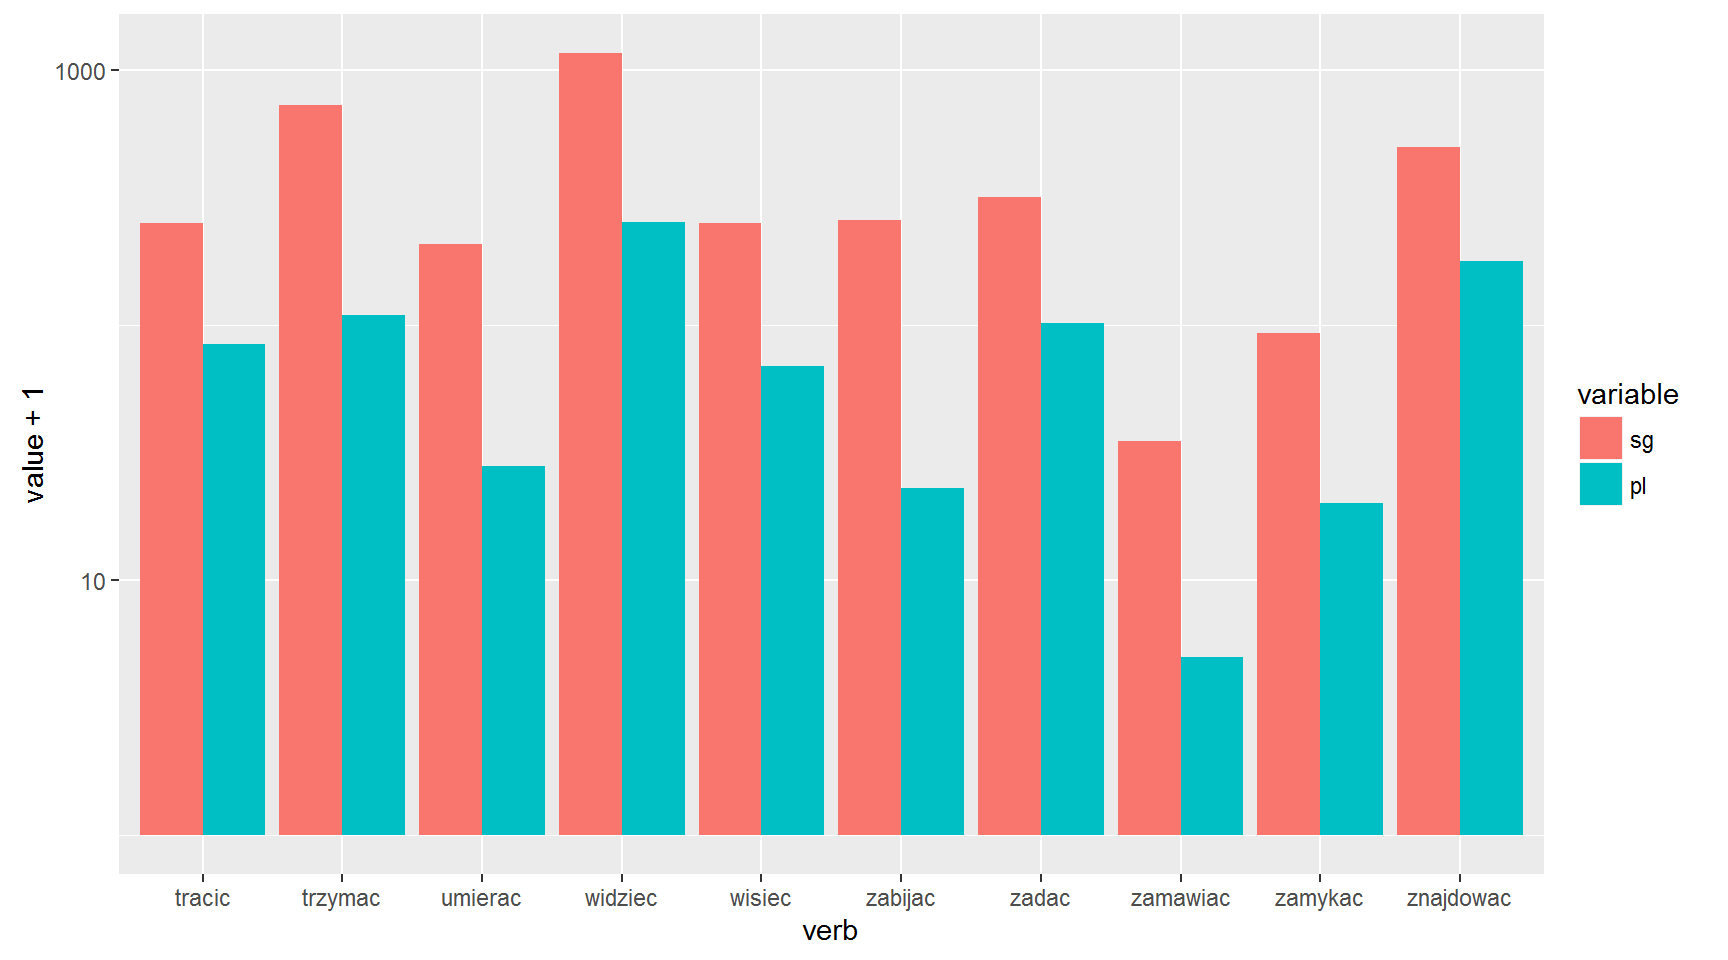 1000
10
value + 1
tracic trzymac umierac widziec wisiec zabijac zadac zamawiac zamykac znajdowac
verb
variable
sg
pl